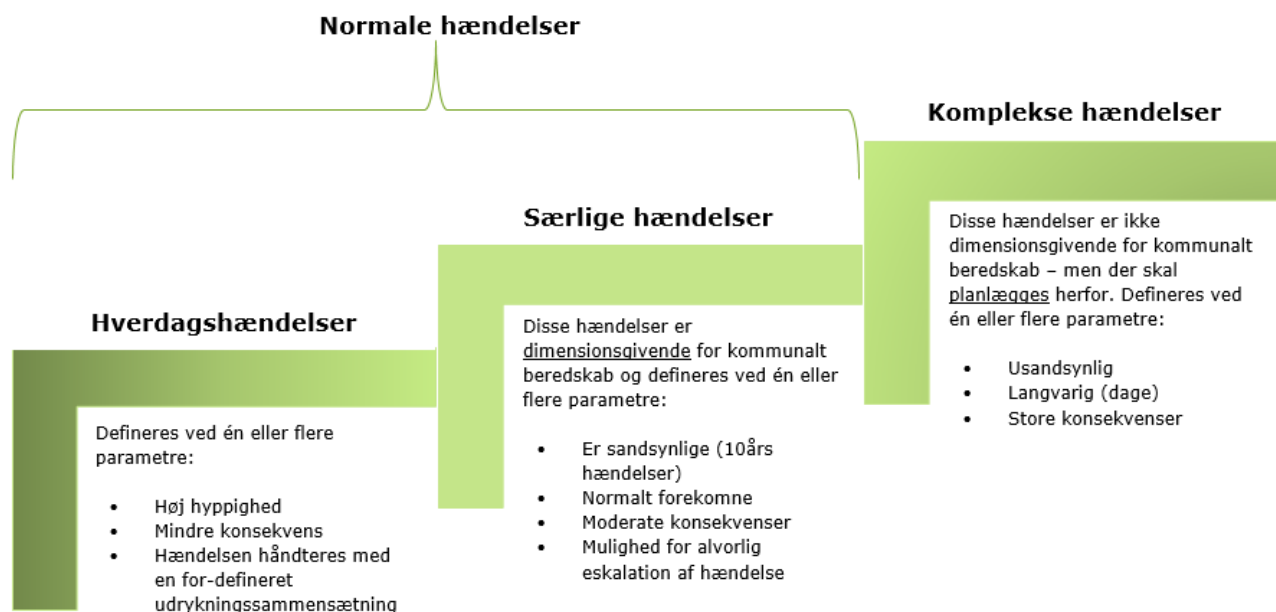 Normale hændelser
Hverdagshændelser
Defineres ved én eller flere
parametre:
• Høj hyppighed
• Mindre konsekvens
• Hændelsen håndteres med
en for-defineret
udrykningssammensætning
Særlige hændelser
Disse hændelser er
dimensionsgivende for kommunalt
beredskab og defineres ved én eller
flere parametre:
• Er sandsynlige (10års
hændelser)
• Normalt forekomne
• Moderate konsekvenser
• Mulighed for alvorlig
eskalation af hændelse
Komplekse hændelser
Disse hændelser er ikke
dimensionsgivende for kommunalt
beredskab – men der skal
planlægges herfor. Defineres ved
én eller flere parametre:
• Usandsynlig
• Langvarig (dage)
• Store konsekvenser